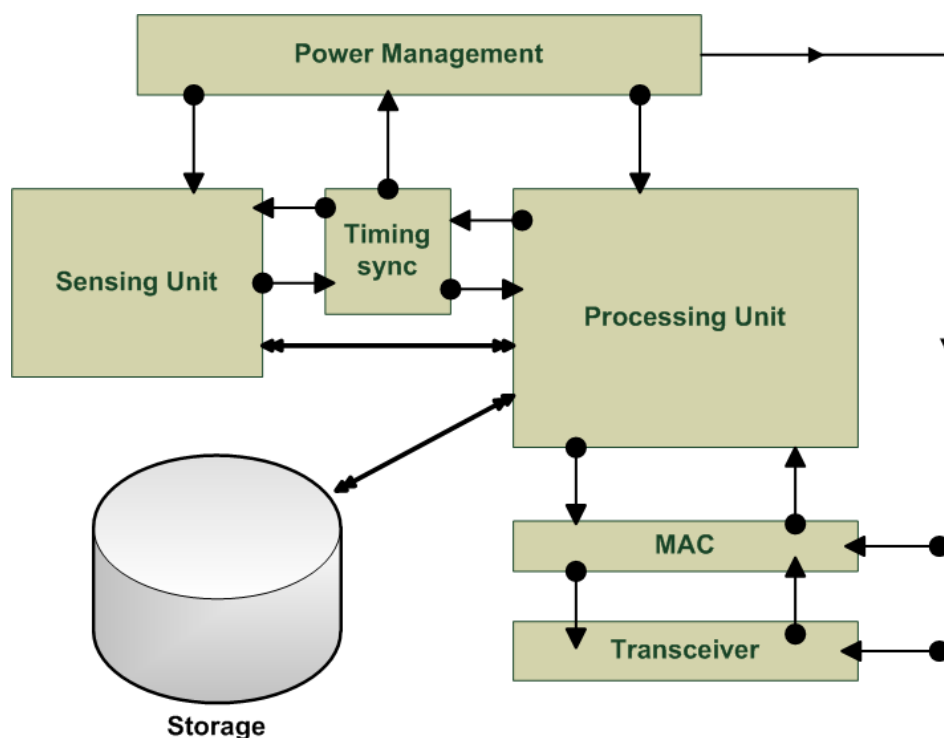 Power Management
Timing
sync
Sensing Unit
Processing Unit
MAC
Transceiver
Storage